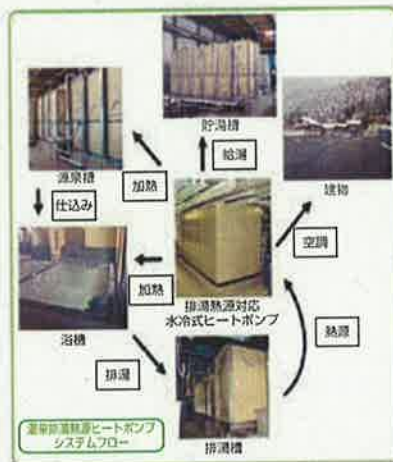 貯湯槽
源泉槽
加熱
給湯
建物
仕込み
空調
加熱
排湯熱源対応
水冷式ヒートポンプ
浴槽
熱源
排湯
排湯槽
温泉排湯熱源ヒートポンプ
システムフロー